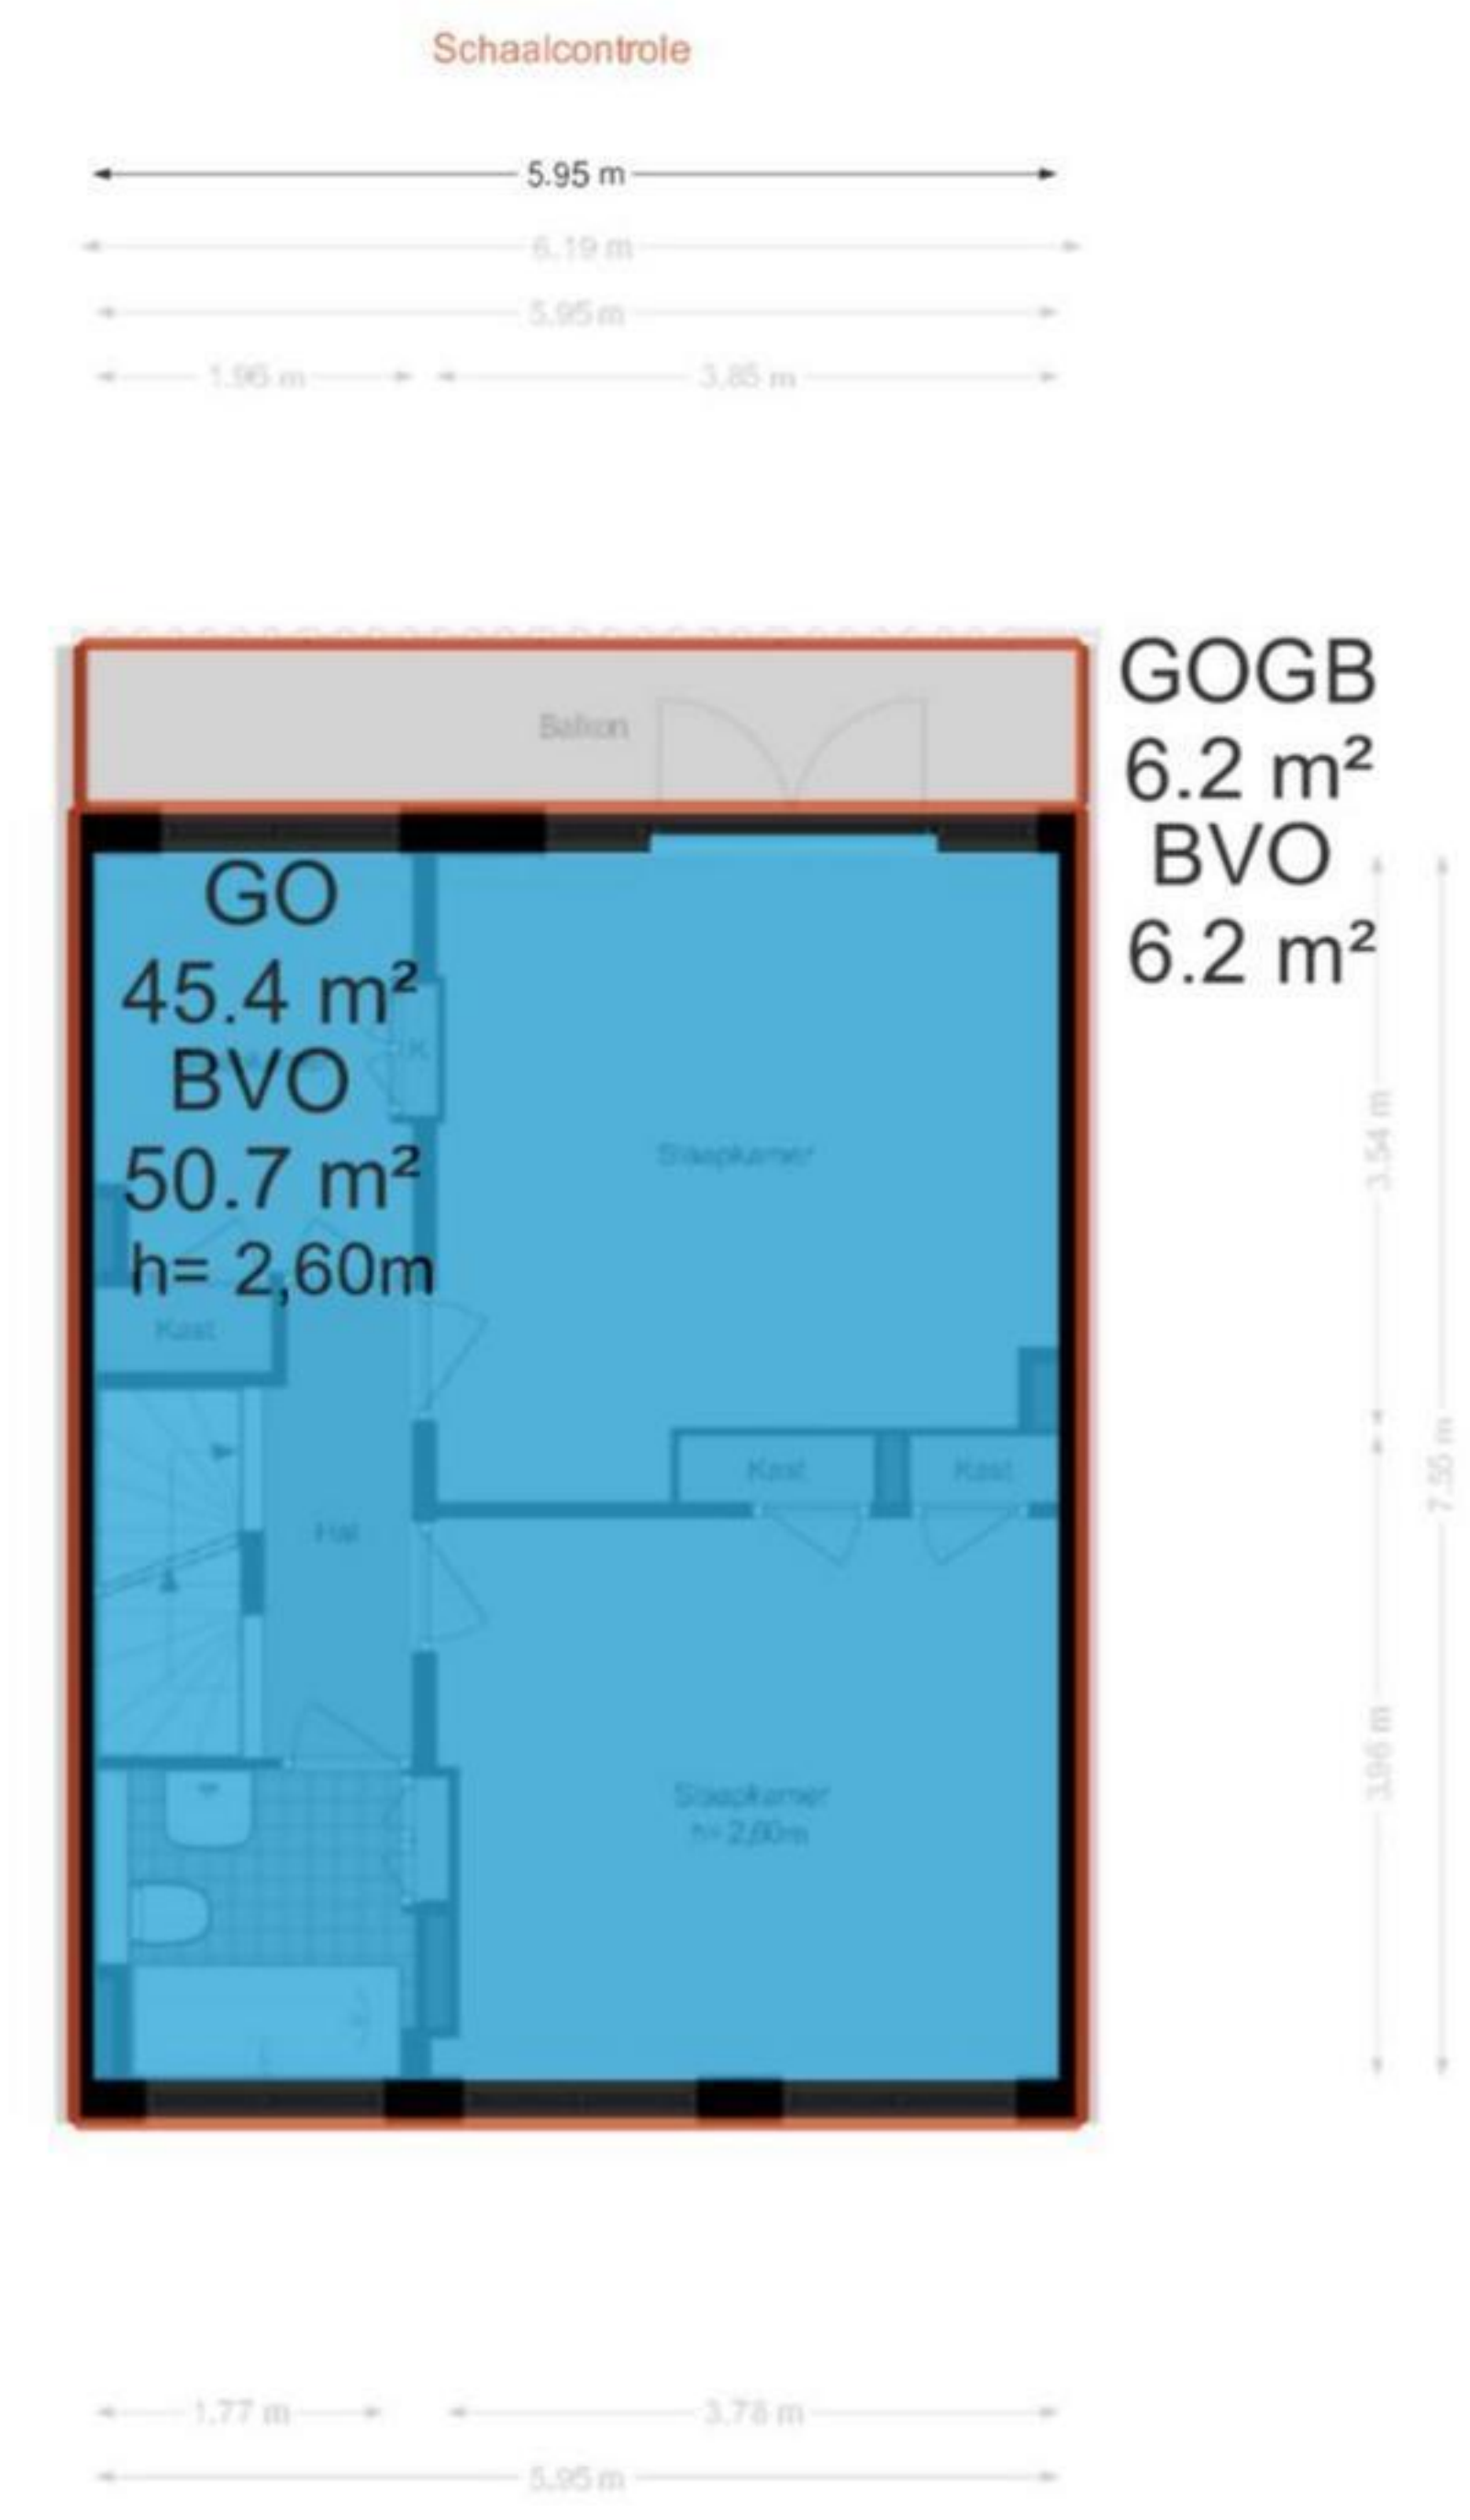 Schaalcontrole
5.95 m
6.19 m
5.95 m
1.96 m 3.85 m
Balkon
GOGB
6.2 m²
BVO
6.2 m²
GO
45.4 m²
BVO
50.7 m²
h= 2,60m
K
Slaapkamer
3.54 m
Kast
Kast
Kast
7.55 m
Hal
Slaapkamer
h= 2,60m
3.96 m
1.77 m 3.78 m
5.95 m